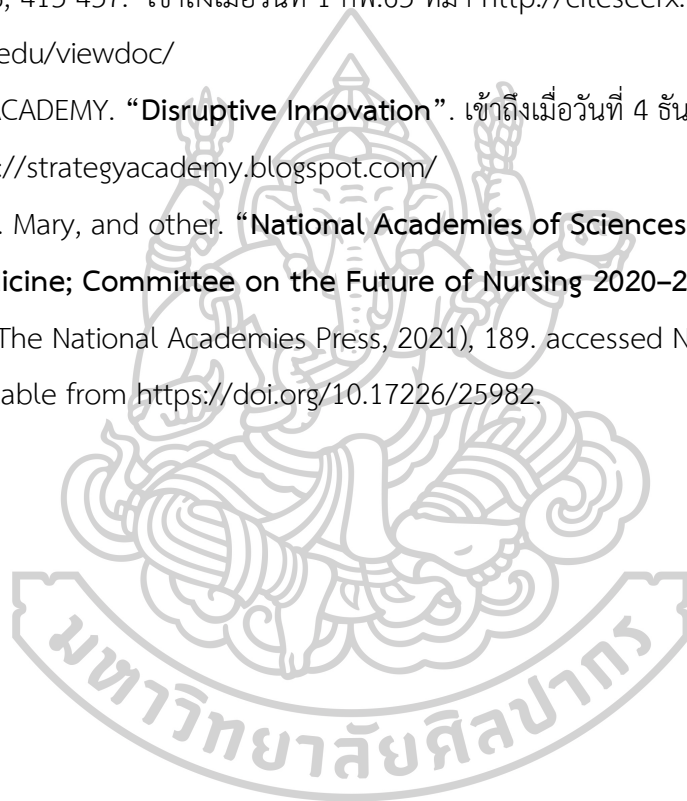 415-437. เข้าถึงเมื่อวันที่ 1 กพ.65 ที่มา http://citeseerx.
edu/viewdoc/
ACADEMY. “Disruptive Innovation”. เข้าถึงเมื่อวันที่ 4 ธัน
://strategyacademy.blogspot.com/
. Mary, and other. “National Academies of Sciences
icine; Committee on the Future of Nursing 2020–2
The National Academies Press, 2021), 189. accessed N
able from https://doi.org/10.17226/25982.
มหาวิทยาลัยศิลปากร